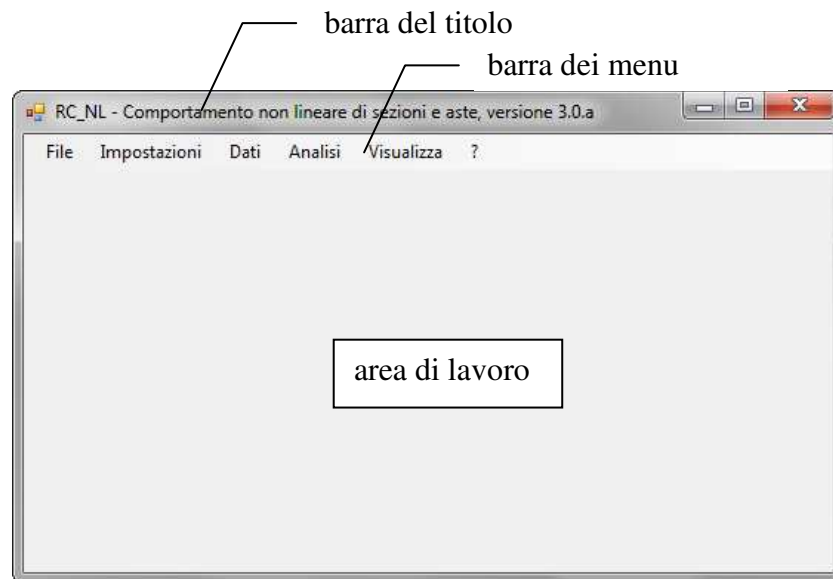 barra del titolo
barra dei menu
RC_NL - Comportamento non lineare di sezioni e aste, versione 3.0.a
File Impostazioni Dati Analisi Visualizza ?
area di lavoro